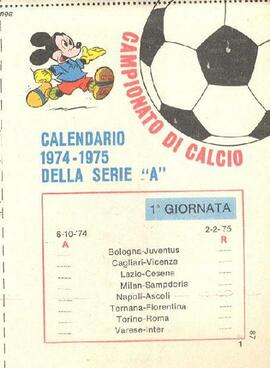 CAMPIONATO DI CALCIO
CALENDARIO
1974-1975
DELLA SERIE "A"
1ª GIORNATA
6-10-'74 2-2-'75
A R
Bologna-Juventus
Cagliari-Vicenza
Lazio-Cesena
Milan-Sampdoria
Napoli-Ascoli
Ternana-Fiorentina
Torino-Roma
Varese-Inter
1
87